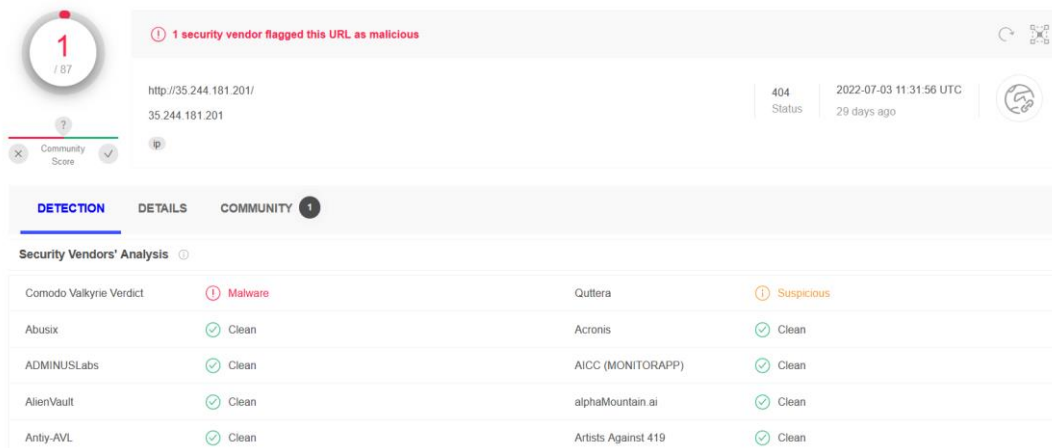 1
/ 87
?
Community
Score
1 security vendor flagged this URL as malicious
http://35.244.181.201/
35.244.181.201
ip
404
Status
2022-07-03 11:31:56 UTC
29 days ago
DETECTION DETAILS COMMUNITY 1
Security Vendors' Analysis
Comodo Valkyrie Verdict Malware Quttera Suspicious
Abusix Clean Acronis Clean
ADMINUSLabs Clean AICC (MONITORAPP) Clean
AlienVault Clean alphaMountain.ai Clean
Antiy-AVL Clean Artists Against 419 Clean